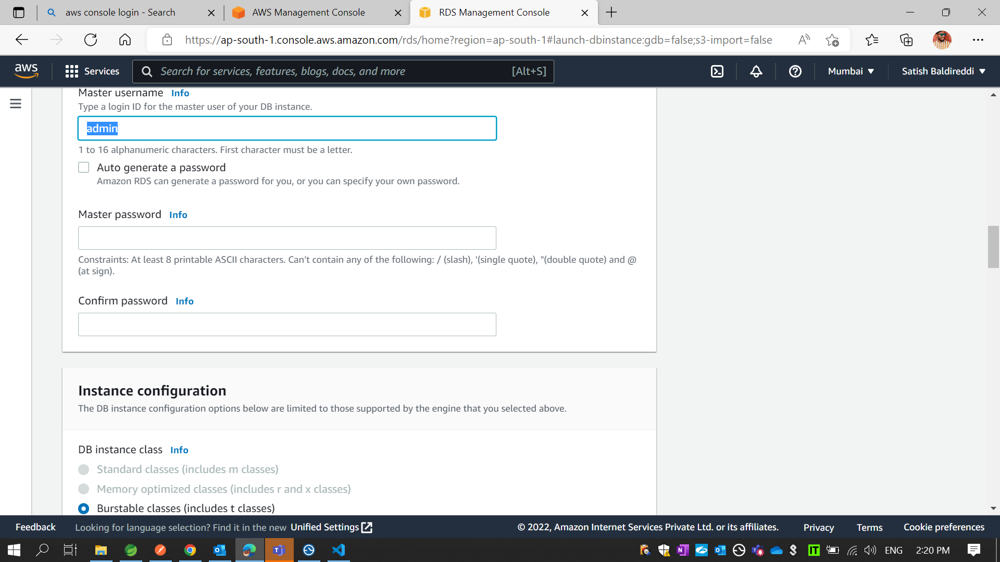 aws console login - Search
AWS Management Console
RDS Management Console
https://ap-south-1.console.aws.amazon.com/rds/home?region=ap-south-1#launch-dbinstance:gdb=false;s3-import=false
aws
Services
Search for services, features, blogs, docs, and more
[Alt+S]
Mumbai
Satish Baldireddi
Master username Info
Type a login ID for the master user of your DB instance.
admin
1 to 16 alphanumeric characters. First character must be a letter.
Auto generate a password
Amazon RDS can generate a password for you, or you can specify your own password.
Master password Info
Constraints: At least 8 printable ASCII characters. Can't contain any of the following: / (slash), '(single quote), "(double quote) and @
(at sign).
Confirm password Info
Instance configuration
The DB instance configuration options below are limited to those supported by the engine that you selected above.
DB instance class Info
Standard classes (includes m classes)
Memory optimized classes (includes r and x classes)
Burstable classes (includes t classes)
Feedback
Looking for language selection? Find it in the new Unified Settings
© 2022, Amazon Internet Services Private Ltd. or its affiliates.
Privacy
Terms
Cookie preferences
ENG
2:20 PM